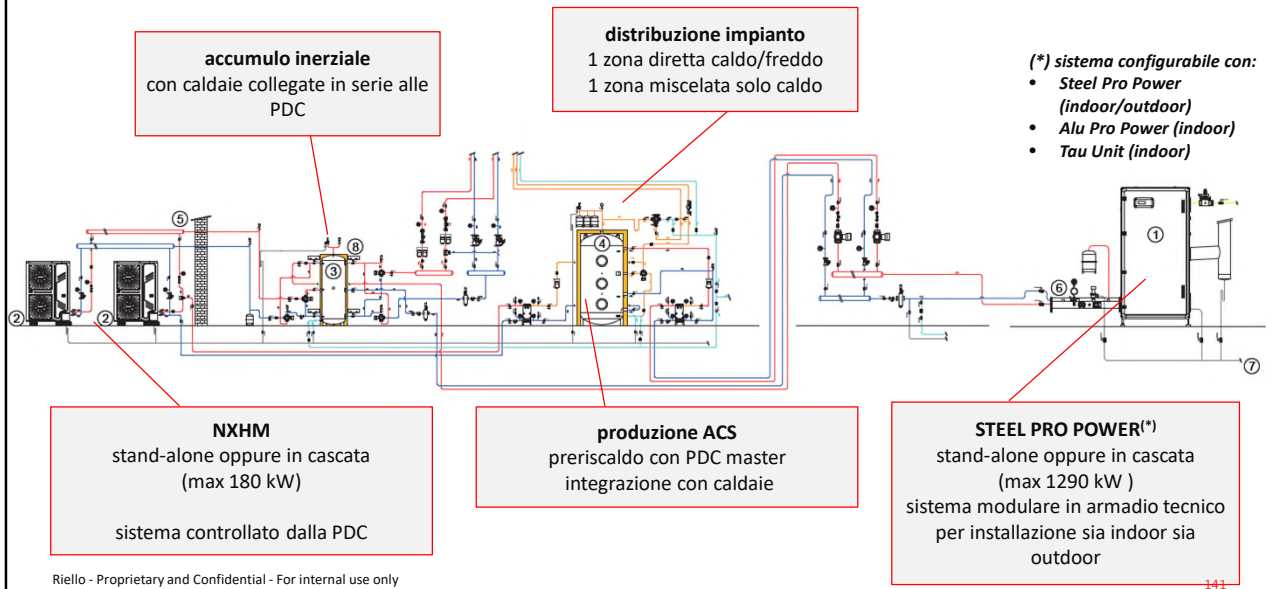 accumulo inerziale
con caldaie collegate in serie alle
PDC
distribuzione impianto
1 zona diretta caldo/freddo
1 zona miscelata solo caldo
(*) sistema configurabile con:
• Steel Pro Power
(indoor/outdoor)
• Alu Pro Power (indoor)
• Tau Unit (indoor)
5
8
3
4
1
6
2
2
7
NXHM
stand-alone oppure in cascata
(max 180 kW)
sistema controllato dalla PDC
produzione ACS
preriscaldo con PDC master
integrazione con caldaie
STEEL PRO POWER(*)
stand-alone oppure in cascata
(max 1290 kW )
sistema modulare in armadio tecnico
per installazione sia indoor sia
outdoor
Riello - Proprietary and Confidential - For internal use only
141